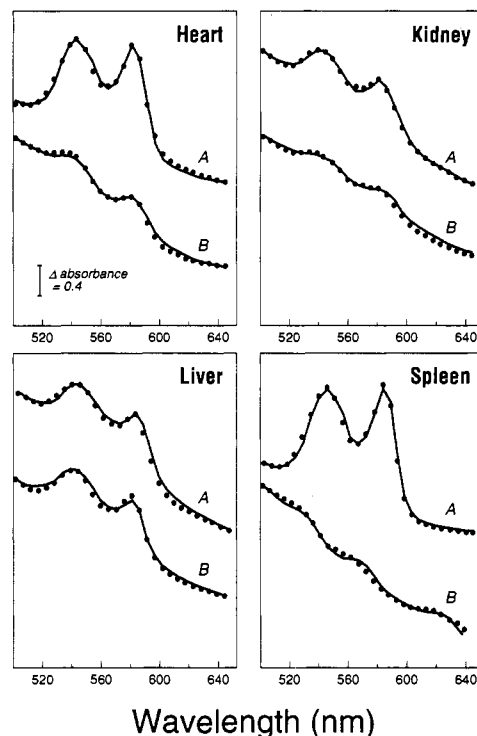 Heart
A
B
Δ absorbance
= 0.4
520 560 600 640
Kidney
A
B
520 560 600 640
Liver
A
B
520 560 600 640
Spleen
A
B
520 560 600 640
Wavelength (nm)